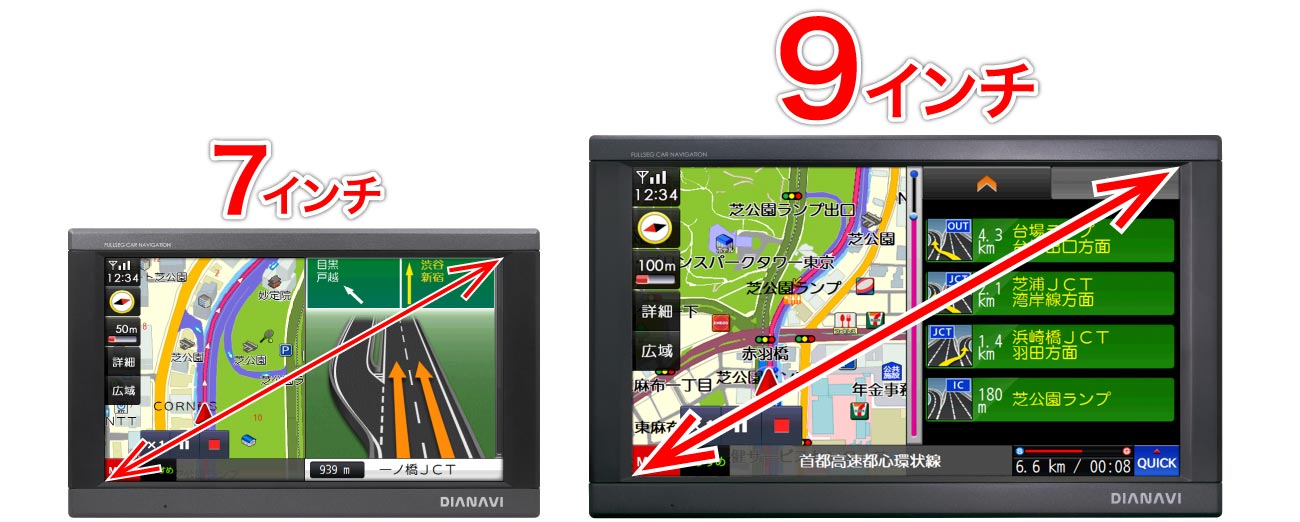 7インチ
FULLSEG CAR NAVIGATION
12:34
芝公園
妙定院
50m
詳細
芝公園
芝公園
広域
CORNES
NTT
10
目黒
戸越
渋谷
新宿
939 m
一ノ橋JCT
DIANAVI
9インチ
FULLSEG CAR NAVIGATION
12:34
芝公園ランプ出口
芝公園
100m
ンスパークタワー東京
芝公園ランプ
詳細
下
広域
赤羽橋
麻布一丁目
公共
施設
年金事務
東麻布
首都高速都心環状線
OUT
4.3
km
出口方面
JCT
芝浦JCT
湾岸線方面
JCT
1.4
km
浜崎橋JCT
羽田方面
IC
180
m
芝公園ランプ
S
G
6.6 km / 00:08
QUICK
DIANAVI